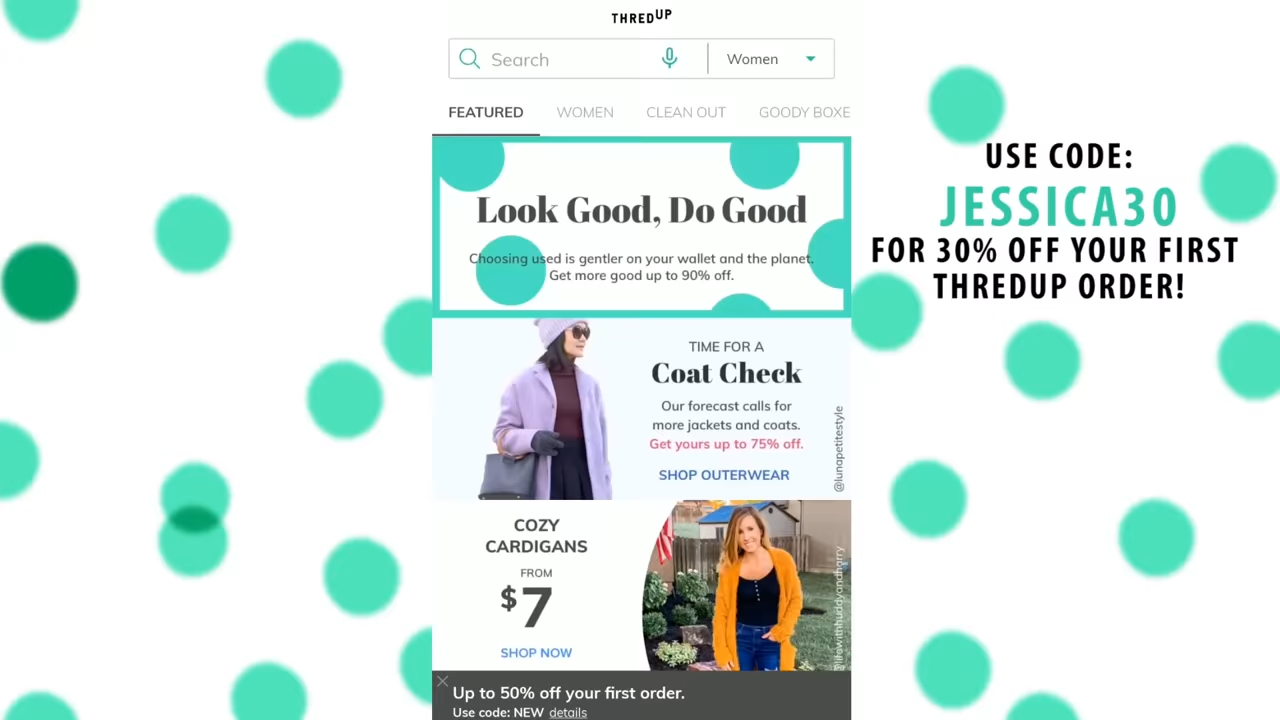 THREDUP
Search
Women
FEATURED
WOMEN
CLEAN OUT
GOODY BOXE
Look Good, Do Good
Choosing used is gentler on your wallet and the planet.
Get more good up to 90% off.
TIME FOR A
Coat Check
Our forecast calls for
more jackets and coats.
Get yours up to 75% off.
SHOP OUTERWEAR
@lunapetitestyle
COZY
CARDIGANS
FROM
$7
SHOP NOW
@lifewithbuddyandharry
Up to 50% off your first order.
Use code: NEW details
USE CODE:
JESSICA30
FOR 30% OFF YOUR FIRST
THREDUP ORDER!